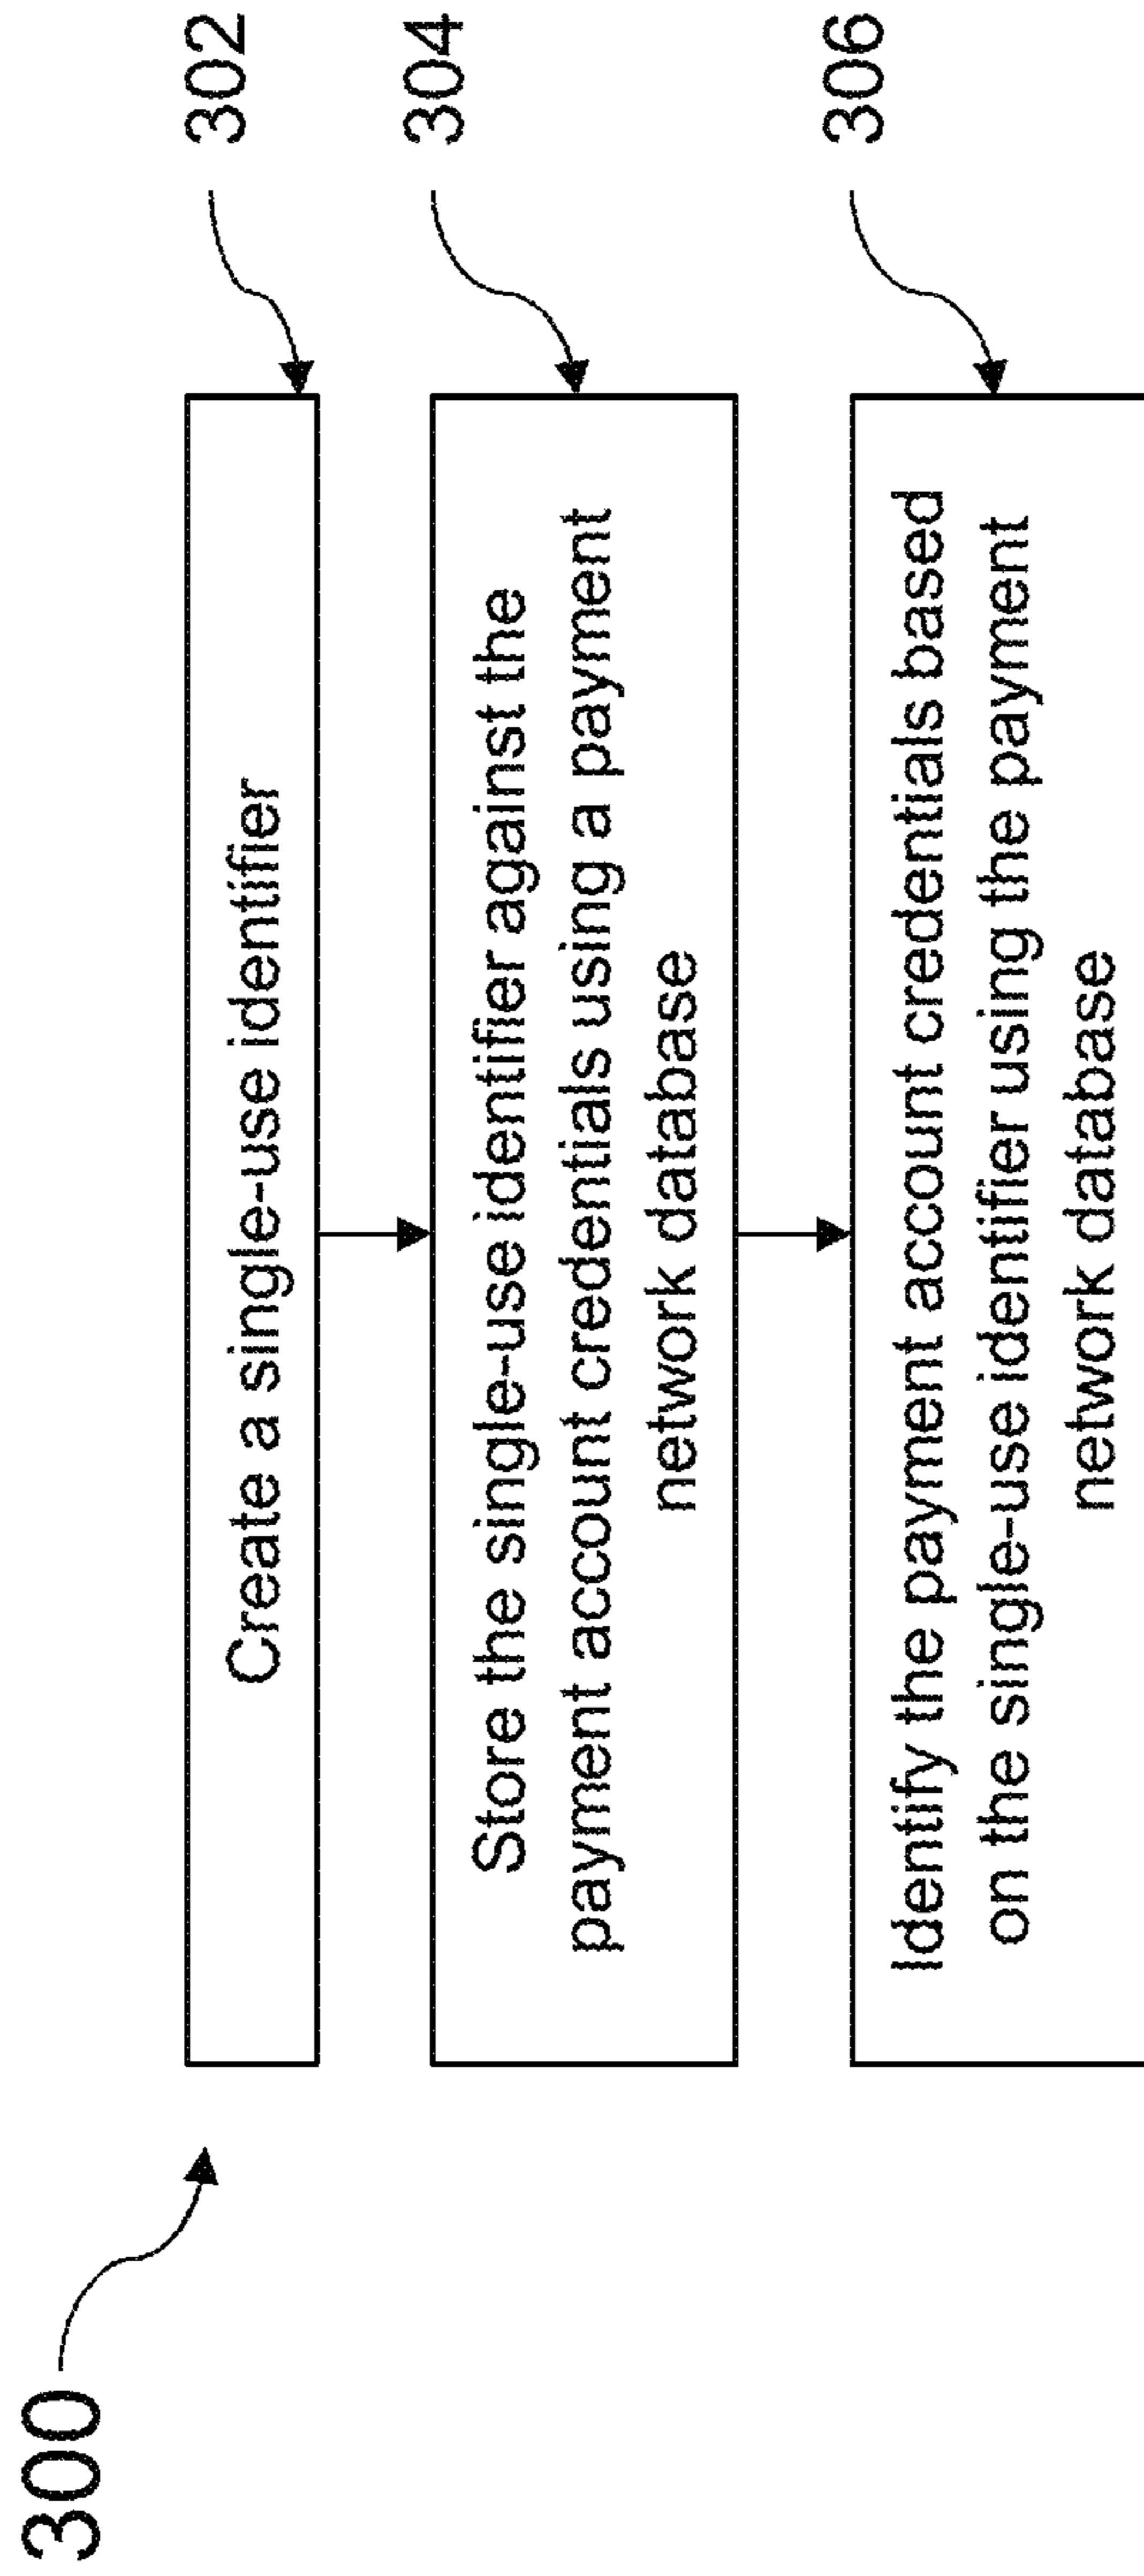 300
302
Create a single-use identifier
304
Store the single-use identifier against the
payment account credentials using a payment
network database
306
Identify the payment account credentials based
on the single-use identifier using the payment
network database